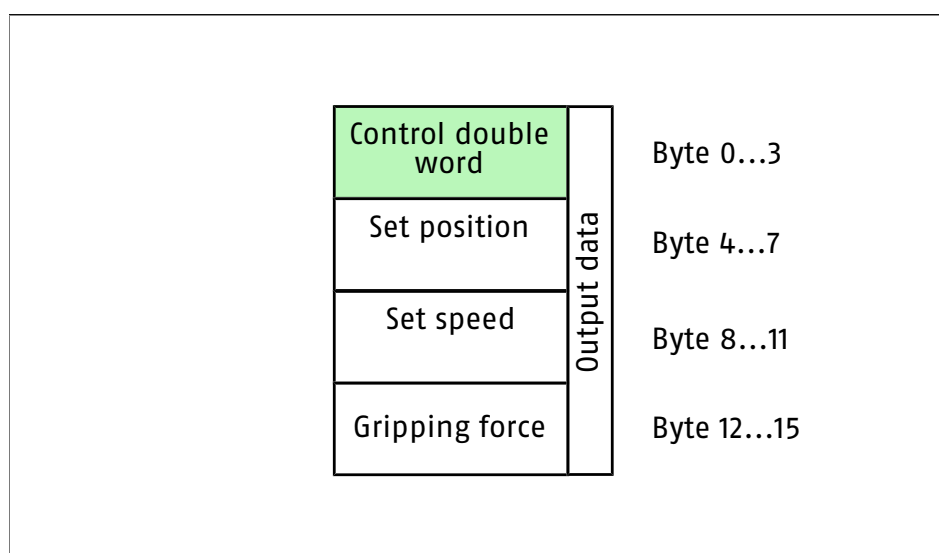 Control double
word
Byte 0...3
Set position
Byte 4...7
Set speed
Byte 8...11
Gripping force
Byte 12...15
Output data